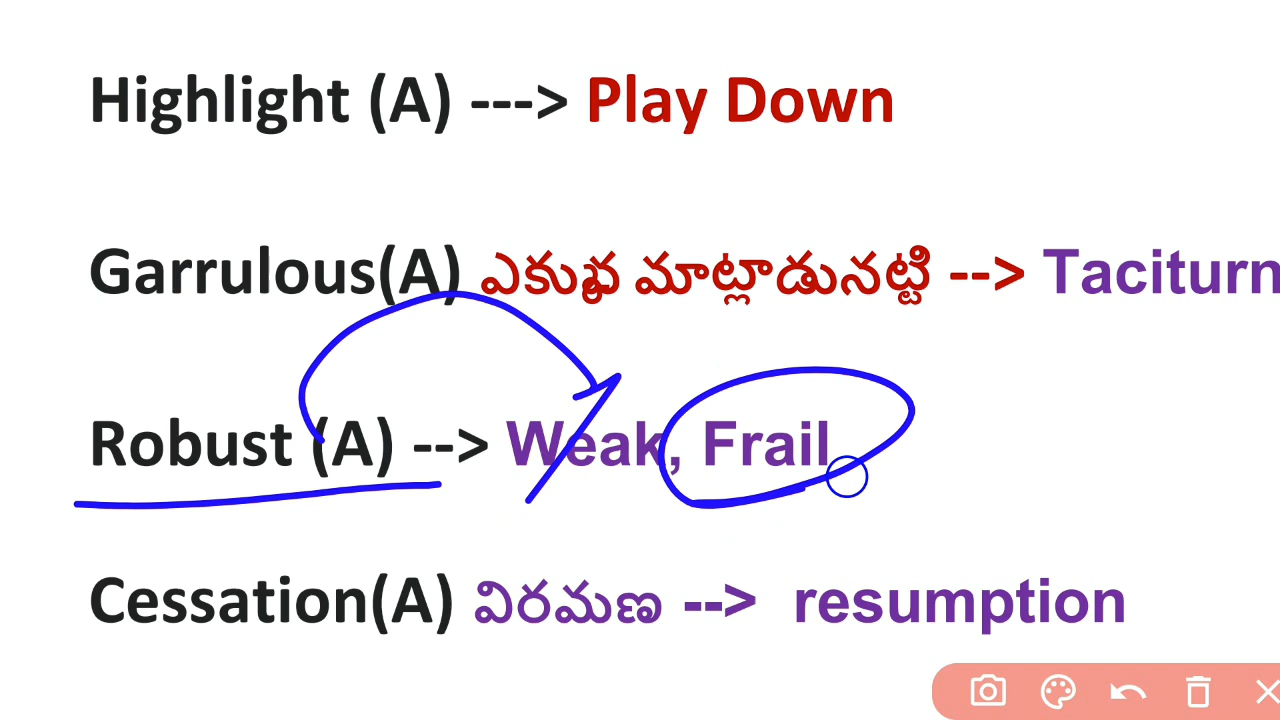 Highlight (A) ---> Play Down
Garrulous(A) ఎకుువ మాట్లాడునట్టి --> Taciturn
Robust (A) --> Weak, Frail
Cessation(A) విరమణ --> resumption